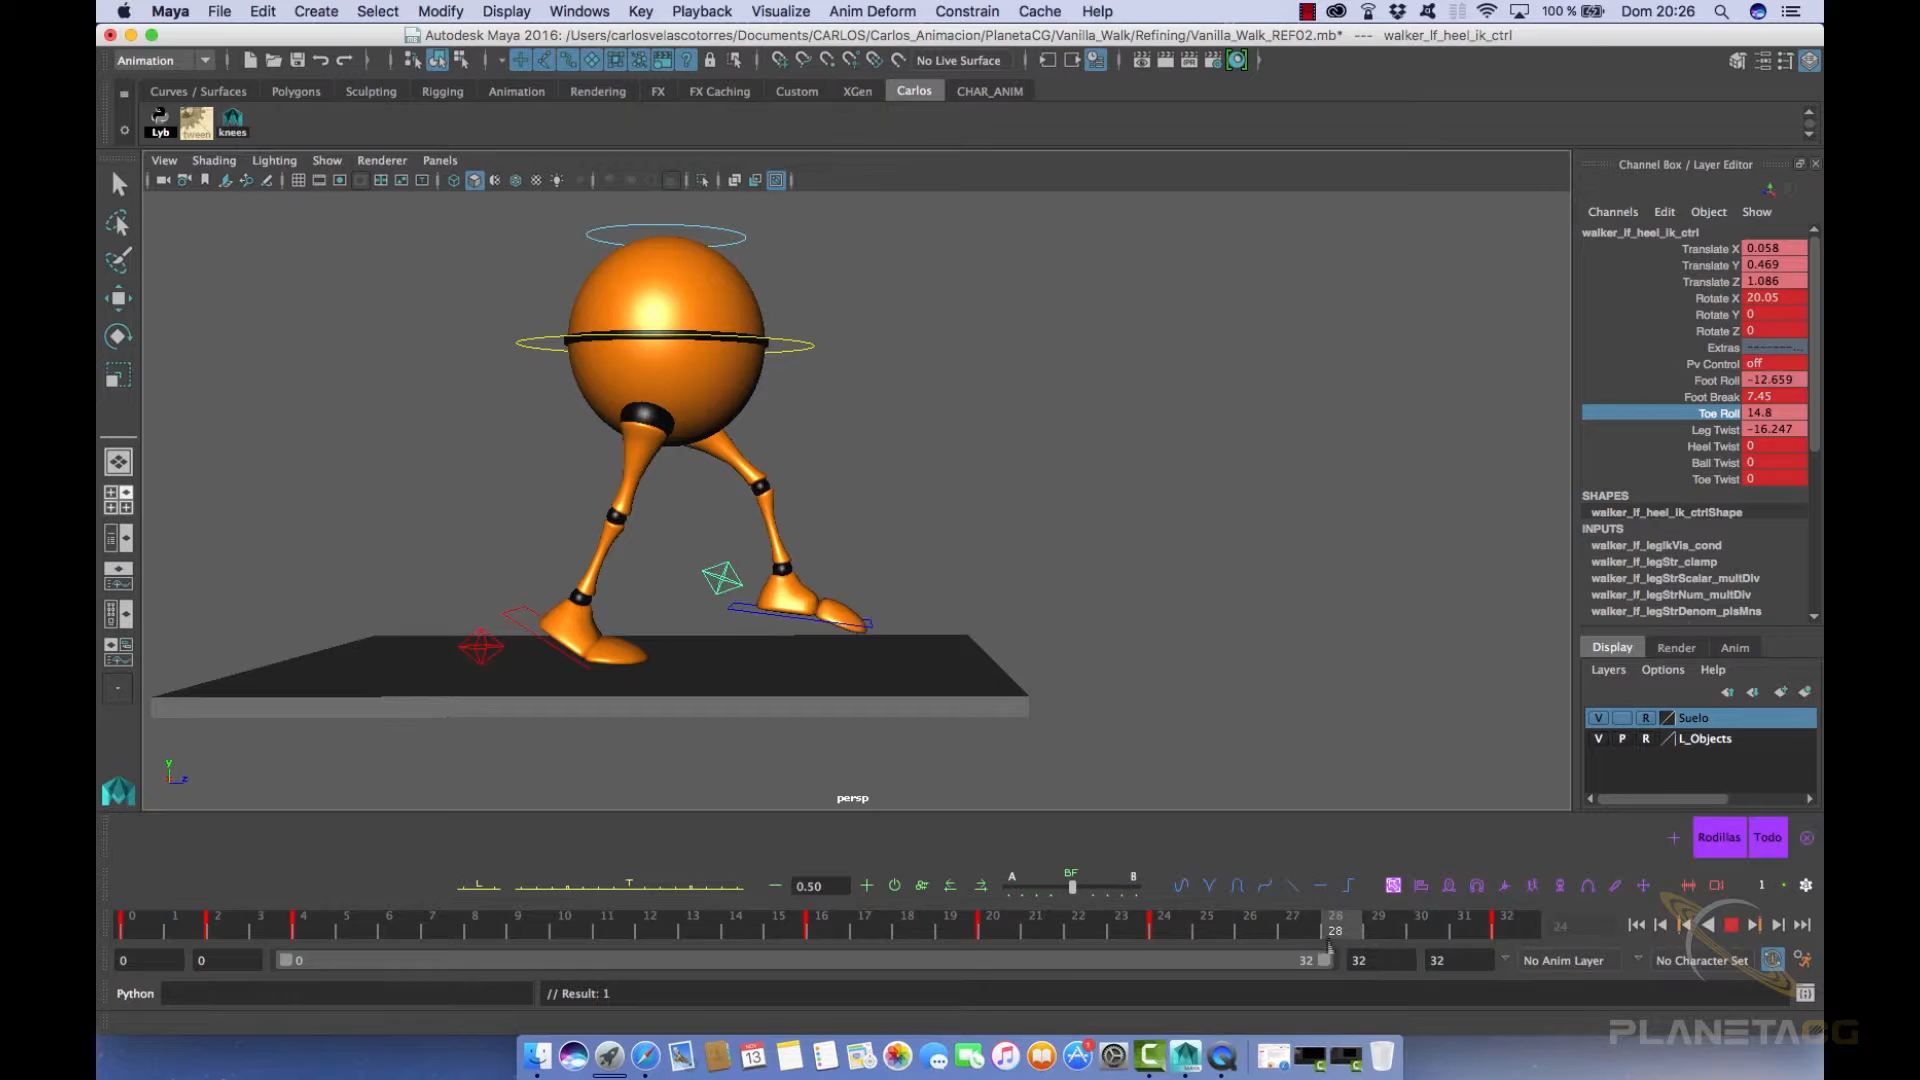 Maya File Edit Create Select Modify Display Windows Key Playback Visualize Anim Deform Constrain Cache Help 100 % Dom 20:26
Autodesk Maya 2016: /Users/carlosvelascotorres/Documents/CARLOS/Carlos_Animacion/PlanetaCG/Vanilla_Walk/Refining/Vanilla_Walk_REF02.mb* --- walker_lf_heel_ik_ctrl
Animation No Live Surface
Curves / Surfaces Polygons Sculpting Rigging Animation Rendering FX FX Caching Custom XGen Carlos CHAR_ANIM
Lyb tween knees
View Shading Lighting Show Renderer Panels
Channel Box / Layer Editor
Channels Edit Object Show
walker_lf_heel_ik_ctrl
Translate X 0.058
Translate Y 0.469
Translate Z 1.086
Rotate X 20.05
Rotate Y 0
Rotate Z 0
Extras --------...
Pv Control off
Foot Roll -12.659
Foot Break 7.45
Toe Roll 14.8
Leg Twist -16.247
Heel Twist 0
Ball Twist 0
Toe Twist 0
SHAPES
walker_lf_heel_ik_ctrlShape
INPUTS
walker_lf_legIkVis_cond
walker_lf_legStr_clamp
walker_lf_legStrScalar_multDiv
walker_lf_legStrNum_multDiv
walker_lf_legStrDenom_plsMns
Display Render Anim
Layers Options Help
V R Suelo
V P R L_Objects
y
z
persp
Rodillas Todo
L T 0.50 A BF B 1
0 1 2 3 4 5 6 7 8 9 10 11 12 13 14 15 16 17 18 19 20 21 22 23 24 25 26 27 28 29 30 31 32 24
28
0 0 0 32 32 32 No Anim Layer No Character Set
Python // Result: 1
PLANETACG
NOV
13